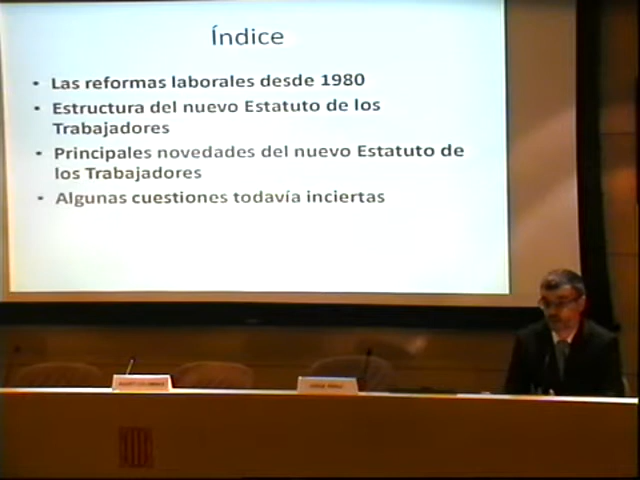 Índice
• Las reformas laborales desde 1980
• Estructura del nuevo Estatuto de los
Trabajadores
• Principales novedades del nuevo Estatuto de
los Trabajadores
• Algunas cuestiones todavía inciertas